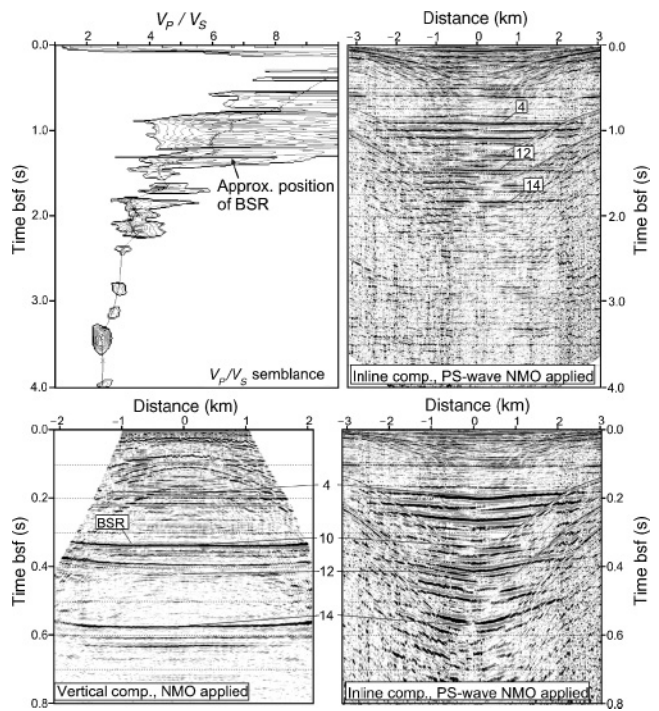 V_P / V_S
2 4 6 8
0.0
1.0
2.0
3.0
4.0
Time bsf (s)
Approx. position
of BSR
V_P/V_S semblance
Distance (km)
−3 −2 −1 0 1 2 3
0.0
1.0
2.0
3.0
4.0
Time bsf (s)
4
12
14
Inline comp., PS-wave NMO applied
Distance (km)
−2 −1 0 1 2
0.0
0.2
0.4
0.6
0.8
Time bsf (s)
BSR
Vertical comp., NMO applied
4
10
12
14
Distance (km)
−3 −2 −1 0 1 2 3
0.0
0.2
0.4
0.6
0.8
Time bsf (s)
Inline comp., PS-wave NMO applied